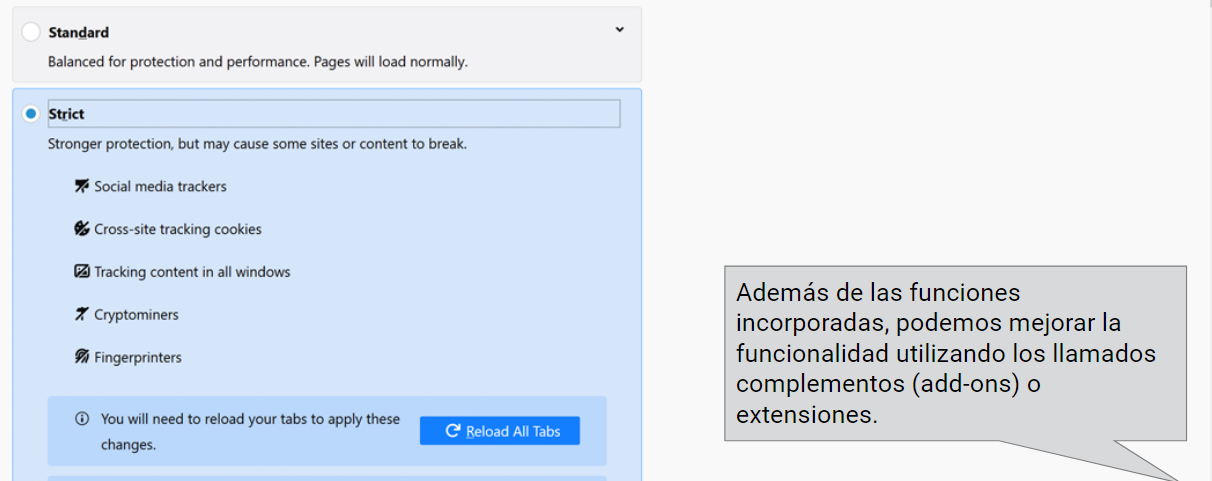 Standard
Balanced for protection and performance. Pages will load normally.
Strict
Stronger protection, but may cause some sites or content to break.
Social media trackers
Cross-site tracking cookies
Tracking content in all windows
Cryptominers
Fingerprinters
You will need to reload your tabs to apply these
changes.
Reload All Tabs
Además de las funciones
incorporadas, podemos mejorar la
funcionalidad utilizando los llamados
complementos (add-ons) o
extensiones.